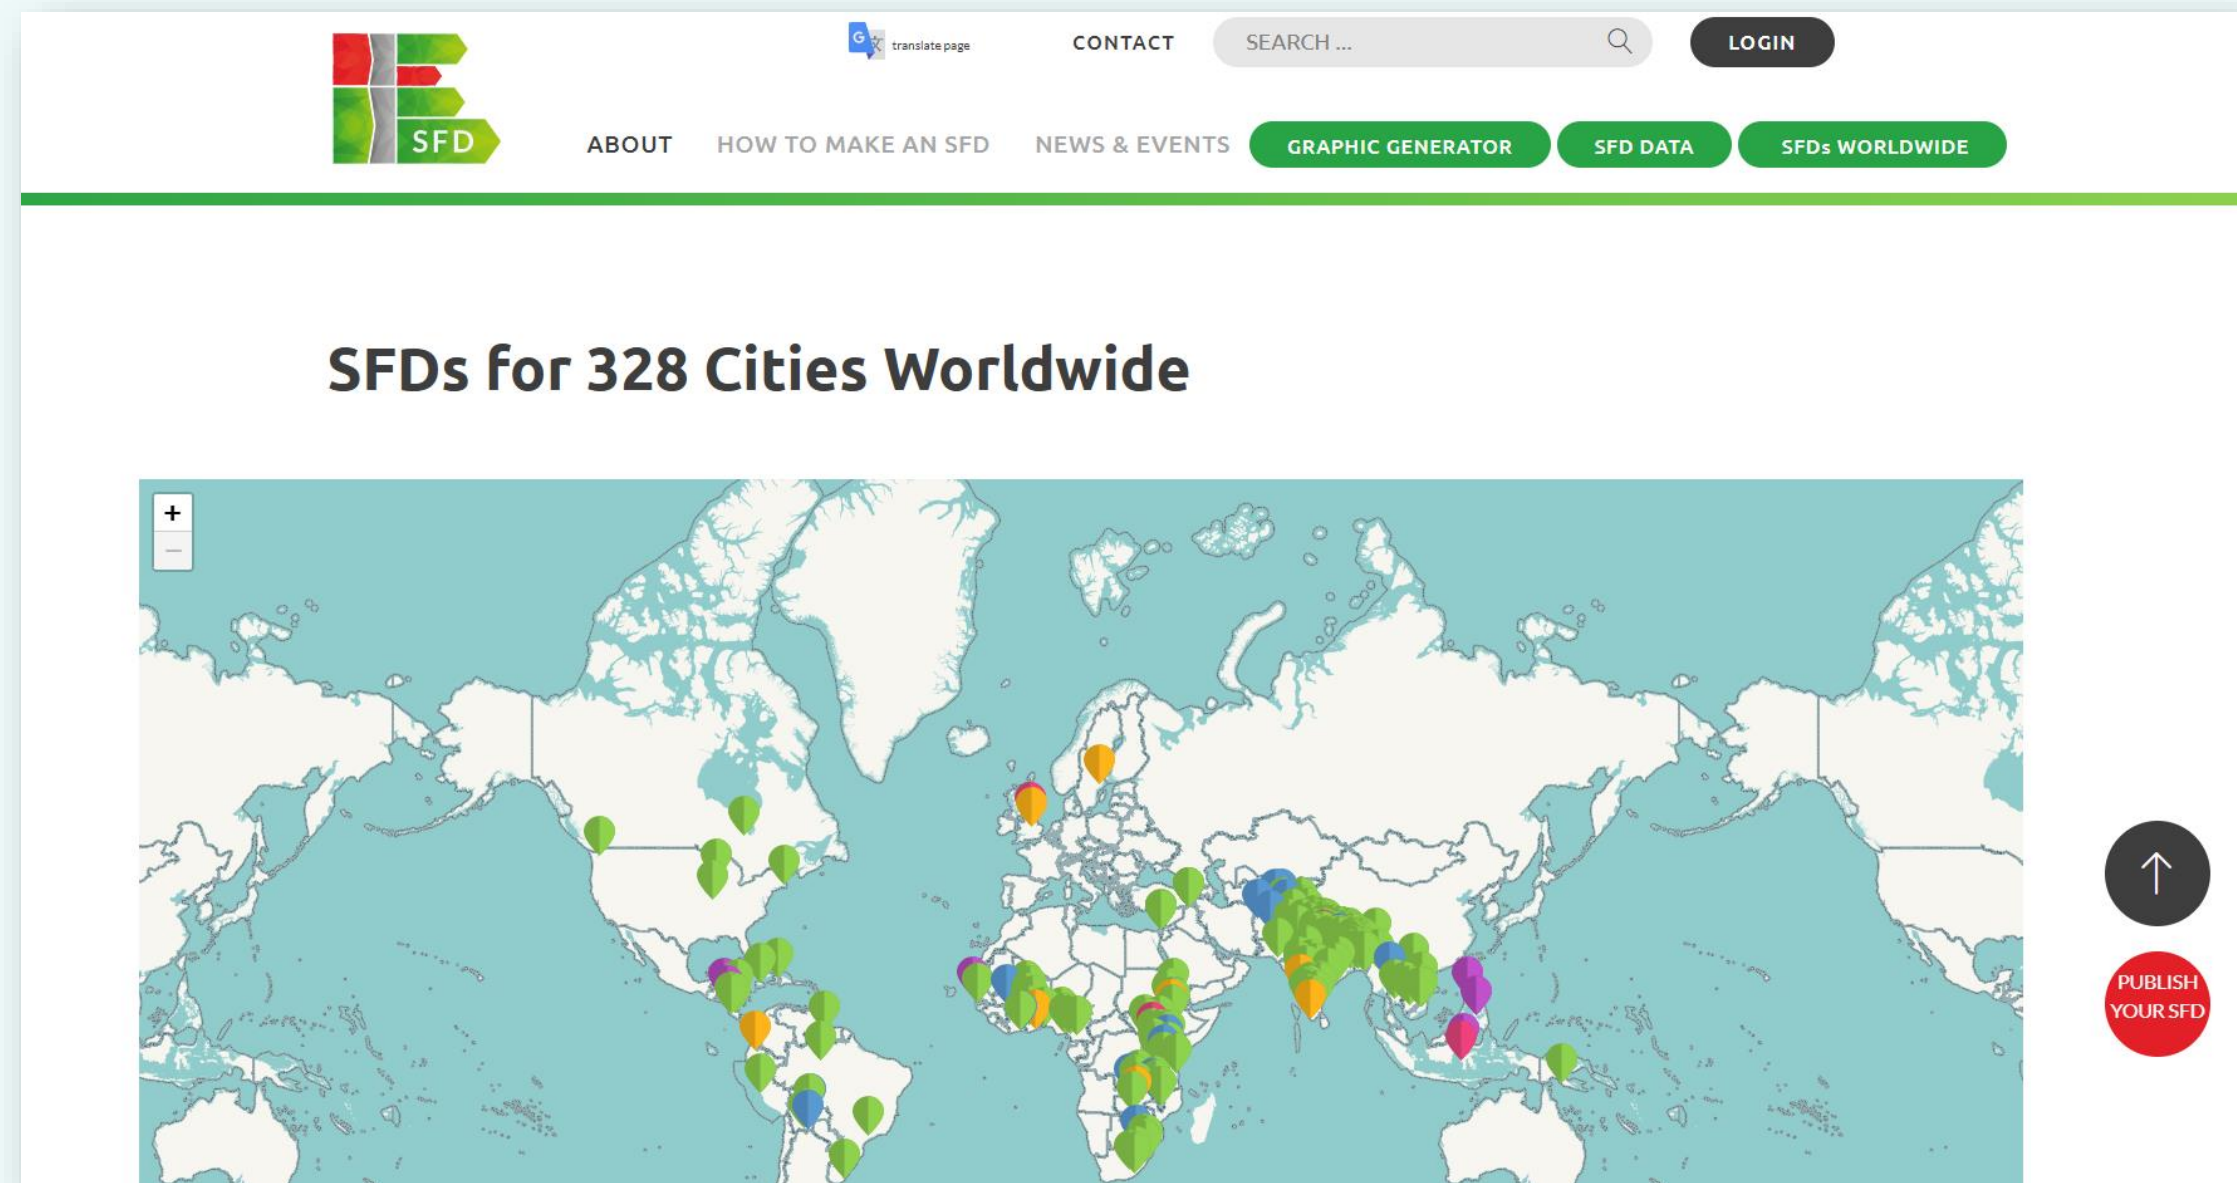 translate page
CONTACT
SEARCH ...
LOGIN
SFD
ABOUT
HOW TO MAKE AN SFD
NEWS & EVENTS
GRAPHIC GENERATOR
SFD DATA
SFDs WORLDWIDE
SFDs for 328 Cities Worldwide
+
−
PUBLISH
YOUR SFD